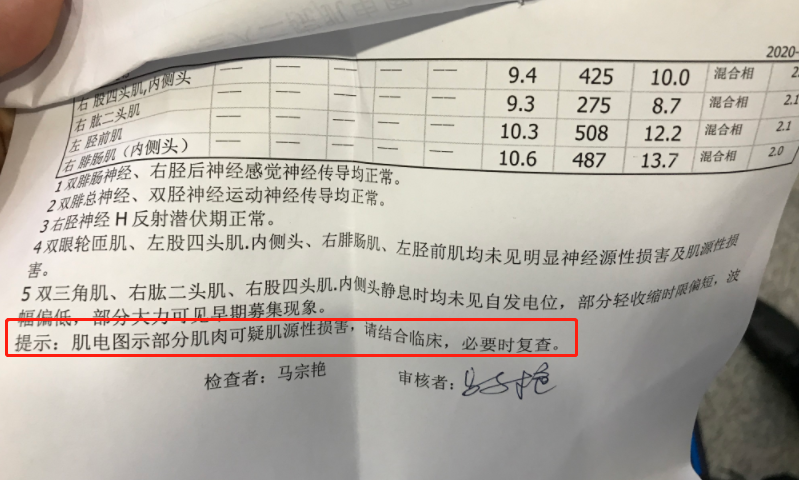 2020-
9.4 425 10.0 混合相 2.
右 股四头肌,内侧头 —— —— —— —— —— 9.3 275 8.7 混合相 2.1
右 肱二头肌 —— —— —— —— —— 10.3 508 12.2 混合相 2.1
左 胫前肌 —— —— —— —— —— 10.6 487 13.7 混合相 2.0
右 腓肠肌（内侧头）
1 双腓肠神经、右胫后神经感觉神经传导均正常。
2 双腓总神经、双胫神经运动神经传导均正常。
3 右胫神经 H 反射潜伏期正常。
4 双眼轮匝肌、左股四头肌.内侧头、右腓肠肌、左胫前肌均未见明显神经源性损害及肌源性损
害。
5 双三角肌、右肱二头肌、右股四头肌.内侧头静息时均未见自发电位，部分轻收缩时限偏短，波
幅偏低，部分大力可见早期募集现象。
提示：肌电图示部分肌肉可疑肌源性损害，请结合临床，必要时复查。
检查者：马宗艳 审核者：